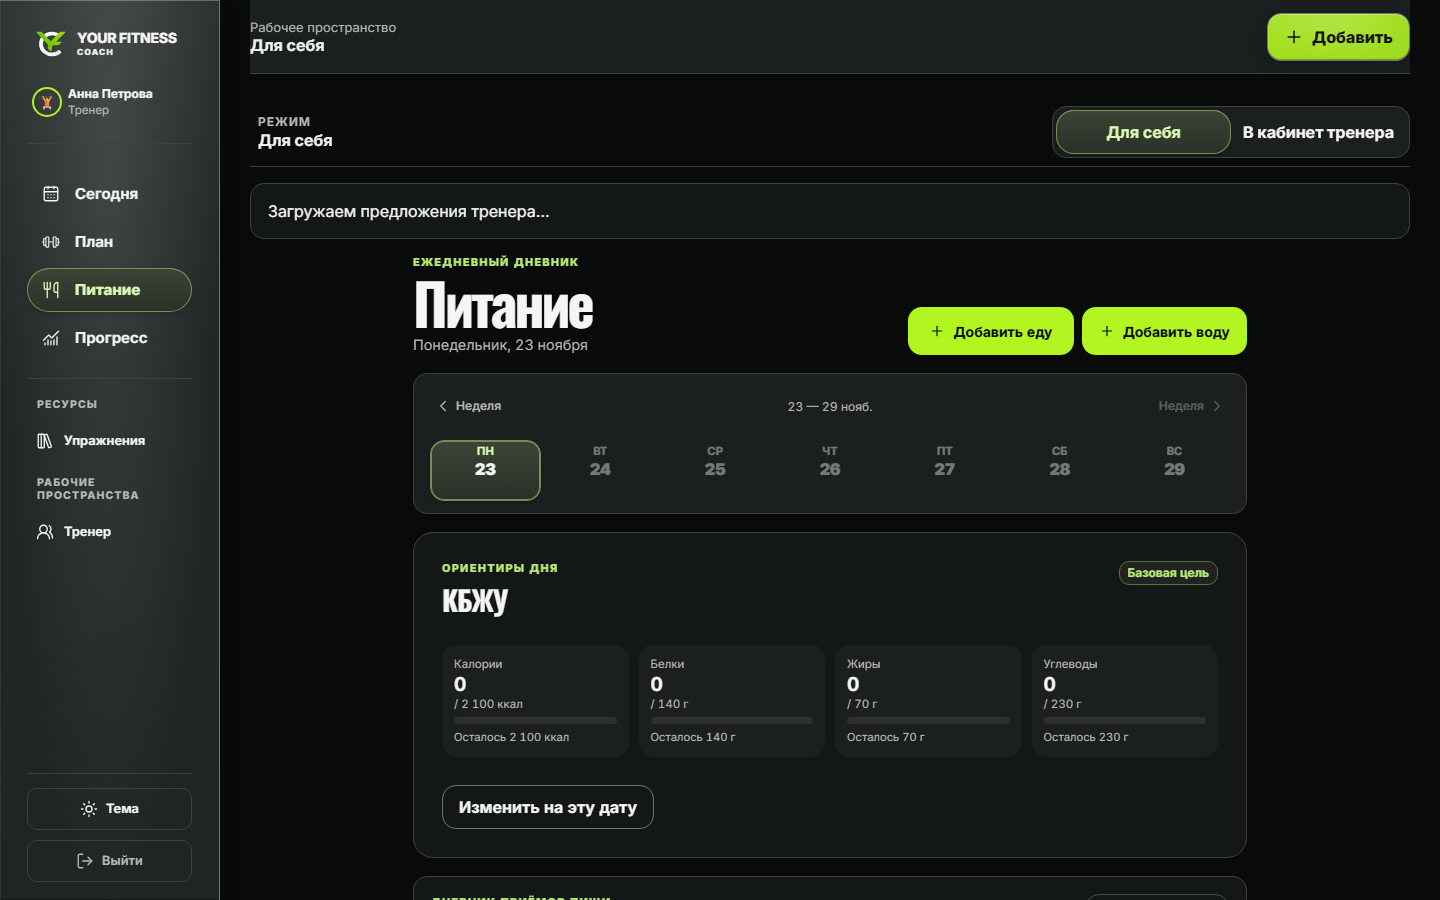 YOUR FITNESS
COACH
Анна Петрова
Тренер
Сегодня
План
Питание
Прогресс
РЕСУРСЫ
Упражнения
РАБОЧИЕ
ПРОСТРАНСТВА
Тренер
Тема
Выйти
Рабочее пространство
Для себя
Добавить
РЕЖИМ
Для себя
Для себя
В кабинет тренера
Загружаем предложения тренера...
ЕЖЕДНЕВНЫЙ ДНЕВНИК
Питание
Понедельник, 23 ноября
Добавить еду
Добавить воду
Неделя
23 — 29 нояб.
Неделя
ПН ВТ СР ЧТ ПТ СБ ВС
23 24 25 26 27 28 29
ОРИЕНТИРЫ ДНЯ
Базовая цель
КБЖУ
Калории
0
/ 2 100 ккал
Осталось 2 100 ккал
Белки
0
/ 140 г
Осталось 140 г
Жиры
0
/ 70 г
Осталось 70 г
Углеводы
0
/ 230 г
Осталось 230 г
Изменить на эту дату